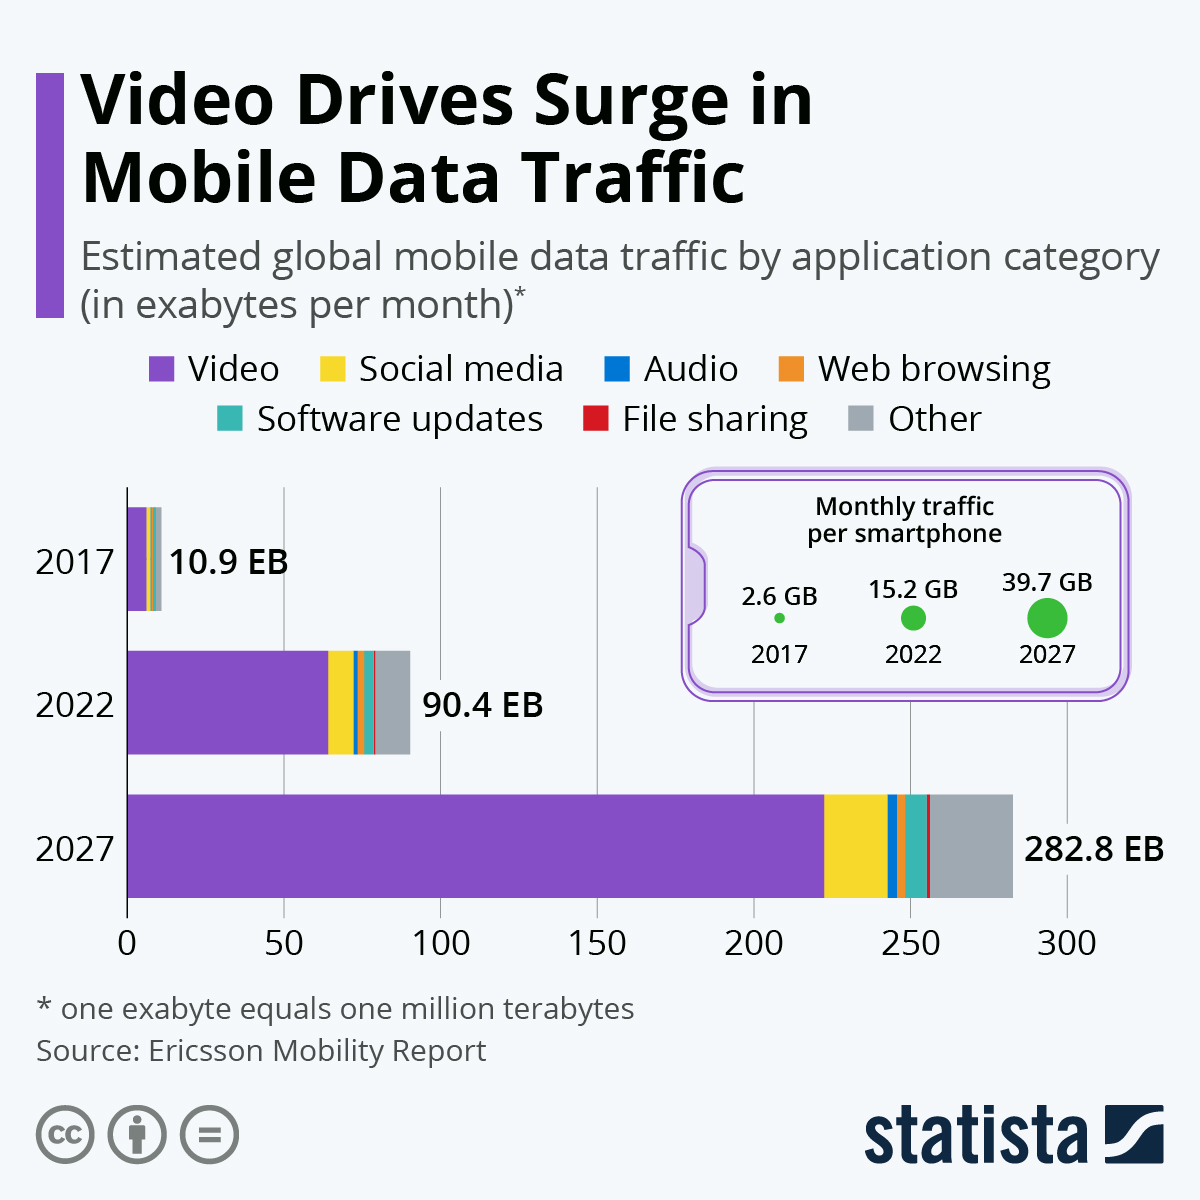 Video Drives Surge in
Mobile Data Traffic
Estimated global mobile data traffic by application category
(in exabytes per month)*
Video Social media Audio Web browsing
Software updates File sharing Other
Monthly traffic
per smartphone
2.6 GB 15.2 GB 39.7 GB
2017 2022 2027
2017 10.9 EB
2022 90.4 EB
2027 282.8 EB
0 50 100 150 200 250 300
* one exabyte equals one million terabytes
Source: Ericsson Mobility Report
cc = statista